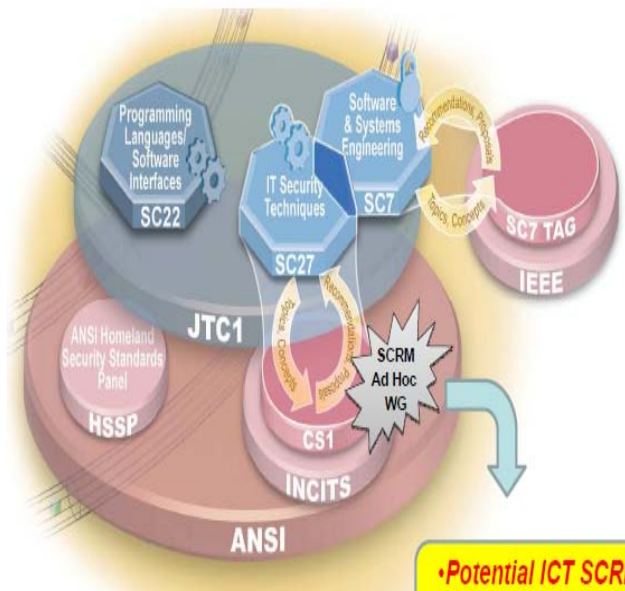 Programming
Languages/
Software
Interfaces
SC22
Software
& Systems
Engineering
SC7
IT Security
Techniques
SC27
Recommendations, Proposals
Topics, Concepts
SC7 TAG
IEEE
JTC1
ANSI Homeland
Security Standards
Panel
HSSP
Topics, Concepts
Recommendations, Proposals
SCRM
Ad Hoc
WG
CS1
INCITS
ANSI
•Potential ICT SCR